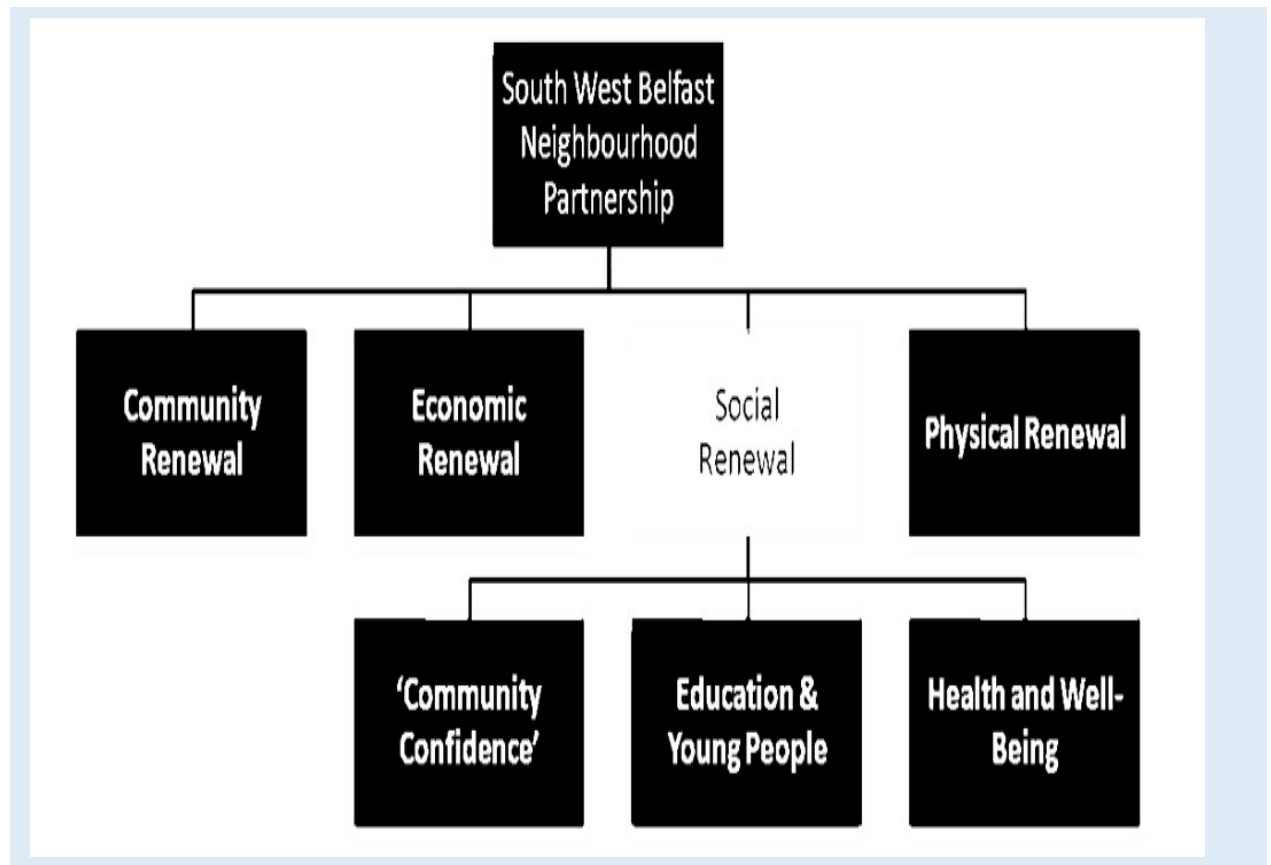 South West Belfast
Neighbourhood
Partnership
Community
Renewal
Economic
Renewal
Social
Renewal
Physical Renewal
‘Community
Confidence’
Education &
Young People
Health and Well-
Being